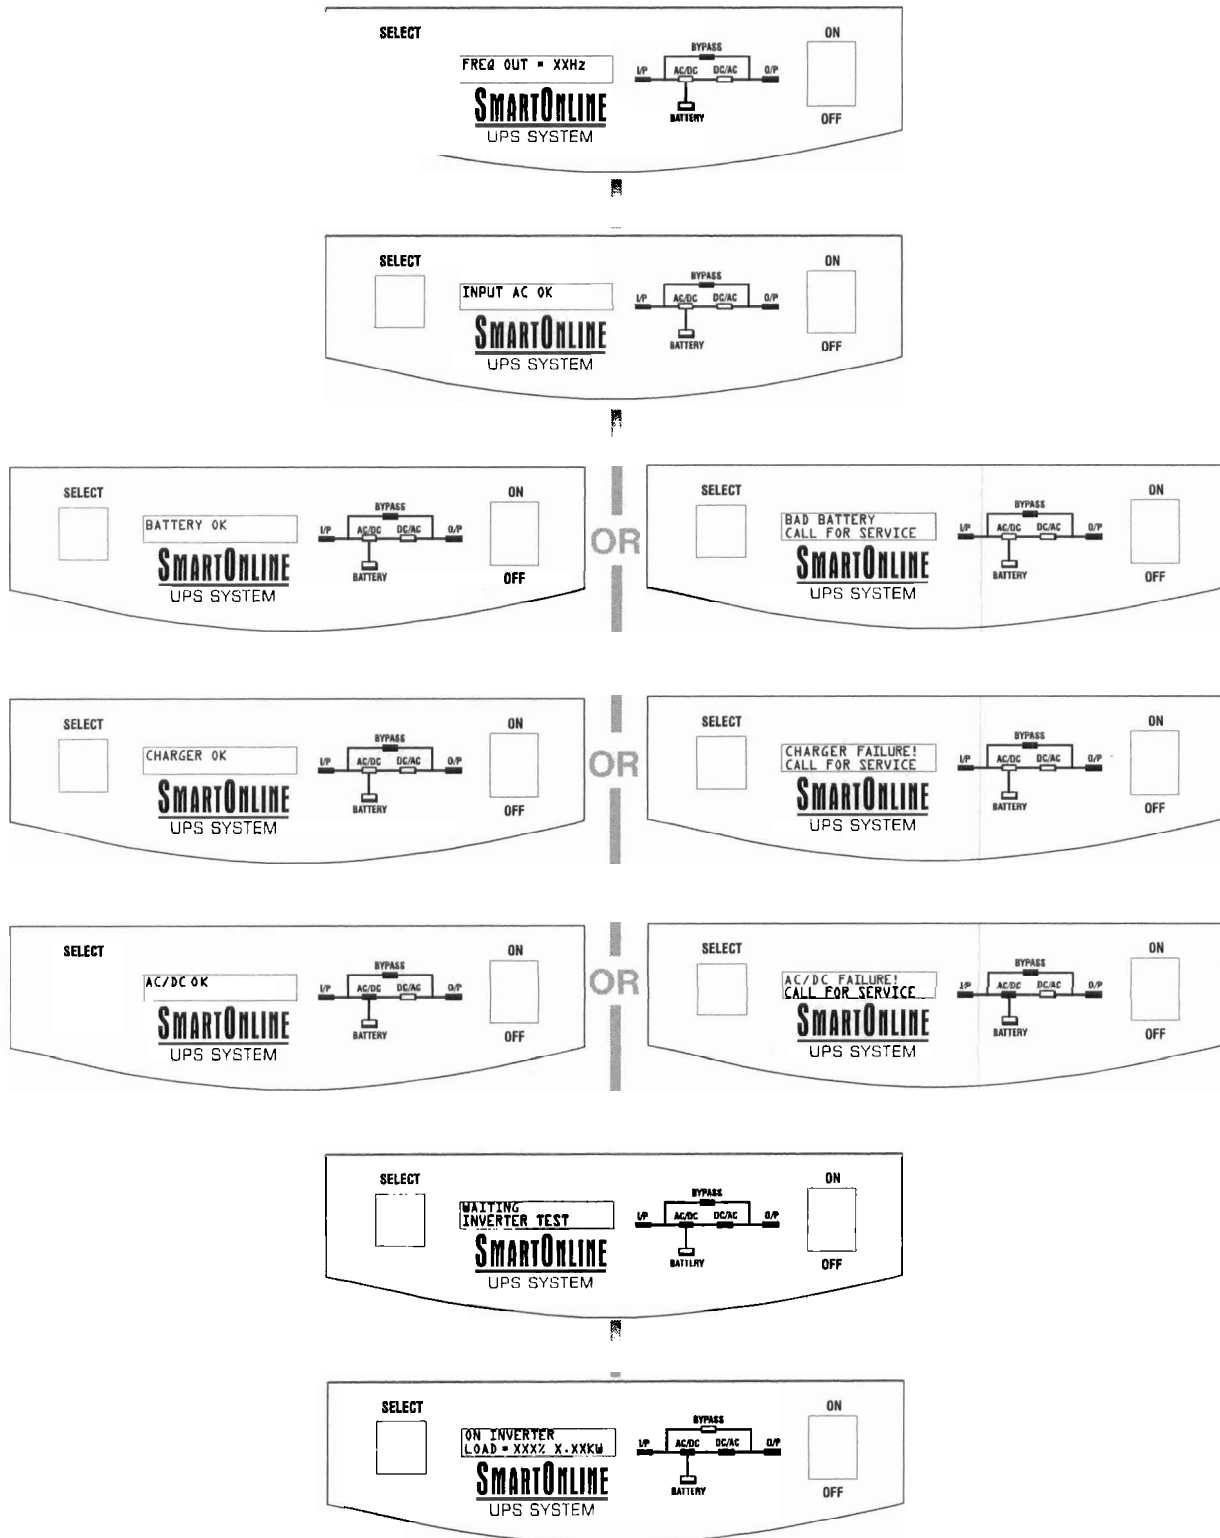 SELECT
ON
BYPASS
FREQ OUT = XXHz
I/P AC/DC DC/AC O/P
SMARTONLINE
BATTERY
OFF
UPS SYSTEM
SELECT
ON
BYPASS
INPUT AC OK
I/P AC/DC DC/AC O/P
SMARTONLINE
BATTERY
OFF
UPS SYSTEM
SELECT
ON
BYPASS
BATTERY OK
I/P AC/DC DC/AC O/P
SMARTONLINE
BATTERY
OFF
UPS SYSTEM
OR
SELECT
ON
BYPASS
BAD BATTERY
CALL FOR SERVICE
I/P AC/DC DC/AC O/P
SMARTONLINE
BATTERY
OFF
UPS SYSTEM
SELECT
ON
BYPASS
CHARGER OK
I/P AC/DC DC/AC O/P
SMARTONLINE
BATTERY
OFF
UPS SYSTEM
OR
SELECT
ON
BYPASS
CHARGER FAILURE!
CALL FOR SERVICE
I/P AC/DC DC/AC O/P
SMARTONLINE
BATTERY
OFF
UPS SYSTEM
SELECT
ON
BYPASS
AC/DC OK
I/P AC/DC DC/AC O/P
SMARTONLINE
BATTERY
OFF
UPS SYSTEM
OR
SELECT
ON
BYPASS
AC/DC FAILURE!
CALL FOR SERVICE
I/P AC/DC DC/AC O/P
SMARTONLINE
BATTERY
OFF
UPS SYSTEM
SELECT
ON
BYPASS
WAITING
INVERTER TEST
I/P AC/DC DC/AC O/P
SMARTONLINE
BATTERY
OFF
UPS SYSTEM
SELECT
ON
BYPASS
ON INVERTER
LOAD = XXX% X.XXKW
I/P AC/DC DC/AC O/P
SMARTONLINE
BATTERY
OFF
UPS SYSTEM